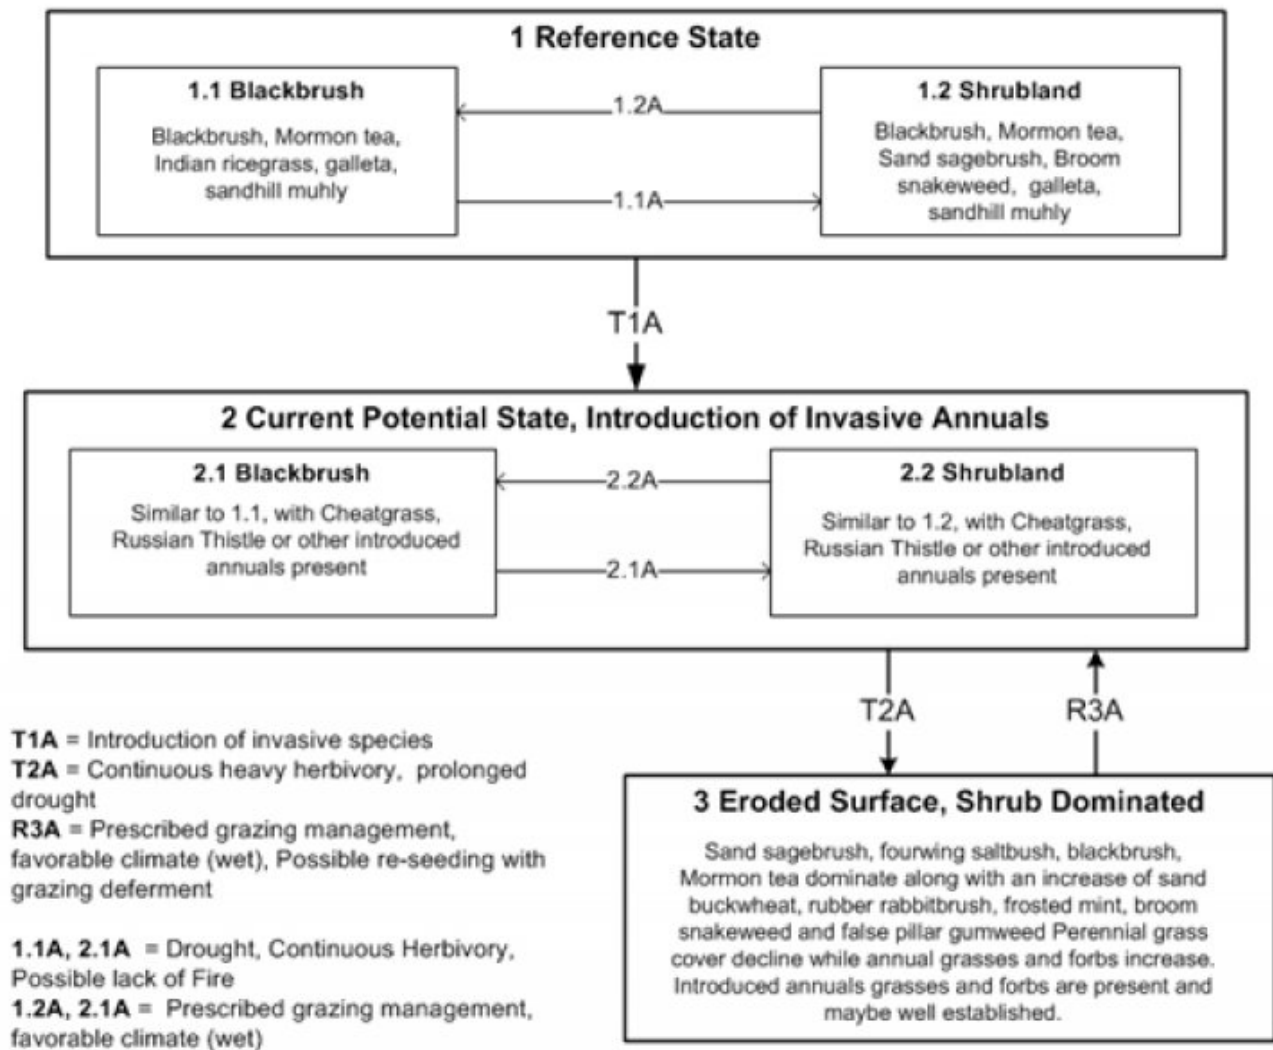 1 Reference State
1.1 Blackbrush
Blackbrush, Mormon tea,
Indian ricegrass, galleta,
sandhill muhly
1.2A
1.1A
1.2 Shrubland
Blackbrush, Mormon tea,
Sand sagebrush, Broom
snakeweed, galleta,
sandhill muhly
T1A
2 Current Potential State, Introduction of Invasive Annuals
2.1 Blackbrush
Similar to 1.1, with Cheatgrass,
Russian Thistle or other introduced
annuals present
2.2A
2.1A
2.2 Shrubland
Similar to 1.2, with Cheatgrass,
Russian Thistle or other introduced
annuals present
T2A
R3A
T1A = Introduction of invasive species
T2A = Continuous heavy herbivory, prolonged
drought
R3A = Prescribed grazing management,
favorable climate (wet), Possible re-seeding with
grazing deferment
1.1A, 2.1A = Drought, Continuous Herbivory,
Possible lack of Fire
1.2A, 2.1A = Prescribed grazing management,
favorable climate (wet)
3 Eroded Surface, Shrub Dominated
Sand sagebrush, fourwing saltbush, blackbrush,
Mormon tea dominate along with an increase of sand
buckwheat, rubber rabbitbrush, frosted mint, broom
snakeweed and false pillar gumweed Perennial grass
cover decline while annual grasses and forbs increase.
Introduced annuals grasses and forbs are present and
maybe well established.